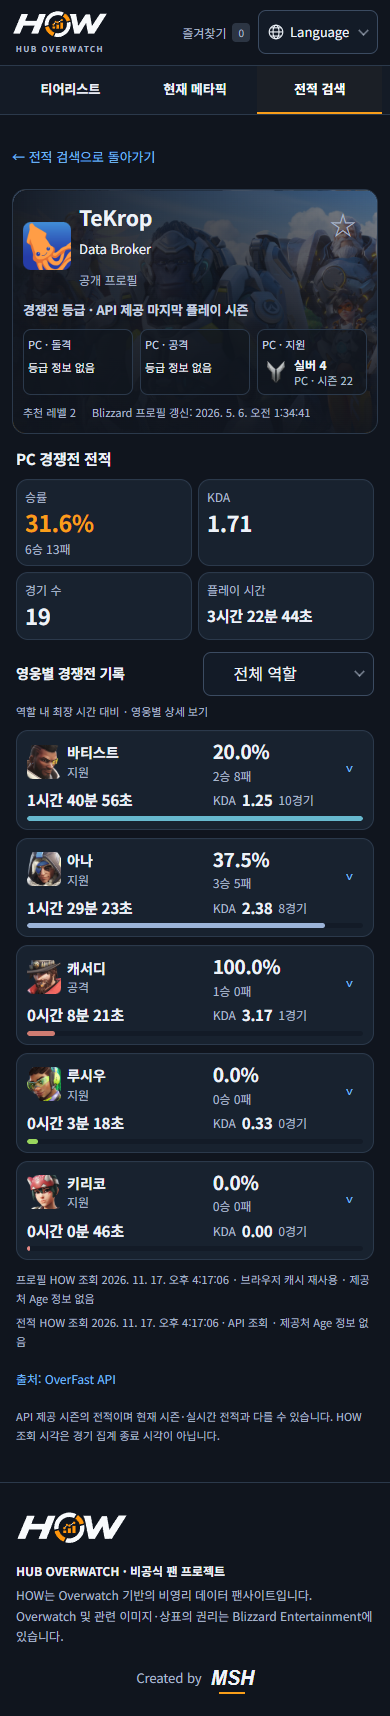 HOW
HUB OVERWATCH
즐겨찾기 0
Language
티어리스트 현재 메타픽 전적 검색
← 전적 검색으로 돌아가기
TeKrop
Data Broker
공개 프로필
경쟁전 등급 · API 제공 마지막 플레이 시즌
PC · 돌격
등급 정보 없음
PC · 공격
등급 정보 없음
PC · 지원
실버 4
PC · 시즌 22
추천 레벨 2 Blizzard 프로필 갱신: 2026. 5. 6. 오전 1:34:41
PC 경쟁전 전적
승률
31.6%
6승 13패
KDA
1.71
경기 수
19
플레이 시간
3시간 22분 44초
영웅별 경쟁전 기록
전체 역할
역할 내 최장 시간 대비 · 영웅별 상세 보기
바티스트
지원
20.0%
2승 8패
v
1시간 40분 56초
KDA 1.25 10경기
아나
지원
37.5%
3승 5패
v
1시간 29분 23초
KDA 2.38 8경기
캐서디
공격
100.0%
1승 0패
v
0시간 8분 21초
KDA 3.17 1경기
루시우
지원
0.0%
0승 0패
v
0시간 3분 18초
KDA 0.33 0경기
키리코
지원
0.0%
0승 0패
v
0시간 0분 46초
KDA 0.00 0경기
프로필 HOW 조회 2026. 11. 17. 오후 4:17:06 · 브라우저 캐시 재사용 · 제공
처 Age 정보 없음
전적 HOW 조회 2026. 11. 17. 오후 4:17:06 · API 조회 · 제공처 Age 정보 없
음
출처: OverFast API
API 제공 시즌의 전적이며 현재 시즌·실시간 전적과 다를 수 있습니다. HOW
조회 시각은 경기 집계 종료 시각이 아닙니다.
HOW
HUB OVERWATCH · 비공식 팬 프로젝트
HOW는 Overwatch 기반의 비영리 데이터 팬사이트입니다.
Overwatch 및 관련 이미지·상표의 권리는 Blizzard Entertainment에
있습니다.
Created by MSH